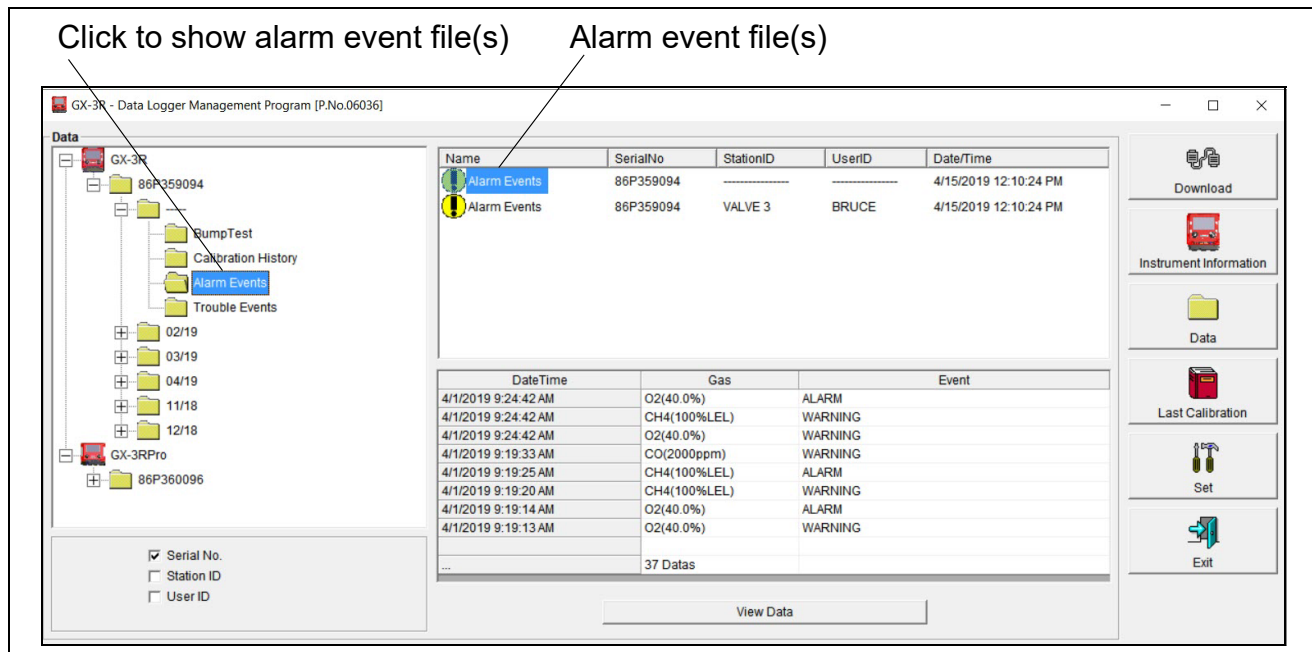 Click to show alarm event file(s) Alarm event file(s)
GX-3R - Data Logger Management Program [P.No.06036]
Data
GX-3R
86P359094
----
BumpTest
Calibration History
Alarm Events
Trouble Events
02/19
03/19
04/19
11/18
12/18
GX-3RPro
86P360096
Serial No.
Station ID
User ID
Name SerialNo StationID UserID Date/Time
Alarm Events 86P359094 ---------------- ---------------- 4/15/2019 12:10:24 PM
Alarm Events 86P359094 VALVE 3 BRUCE 4/15/2019 12:10:24 PM
DateTime Gas Event
4/1/2019 9:24:42 AM O2(40.0%) ALARM
4/1/2019 9:24:42 AM CH4(100%LEL) WARNING
4/1/2019 9:24:42 AM O2(40.0%) WARNING
4/1/2019 9:19:33 AM CO(2000ppm) WARNING
4/1/2019 9:19:25 AM CH4(100%LEL) ALARM
4/1/2019 9:19:20 AM CH4(100%LEL) WARNING
4/1/2019 9:19:14 AM O2(40.0%) ALARM
4/1/2019 9:19:13 AM O2(40.0%) WARNING
... 37 Datas
View Data
Download
Instrument Information
Data
Last Calibration
Set
Exit